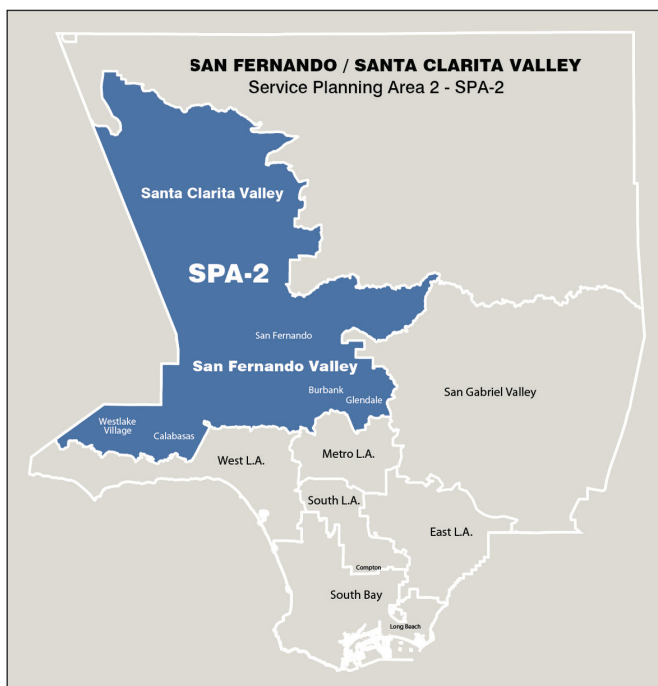 SAN FERNANDO / SANTA CLARITA VALLEY
Service Planning Area 2 - SPA-2
Santa Clarita Valley
SPA-2
San Fernando
San Fernando Valley
Burbank
Glendale
San Gabriel Valley
Westlake
Village
Calabasas
West L.A.
Metro L.A.
South L.A.
East L.A.
Compton
South Bay
Long Beach